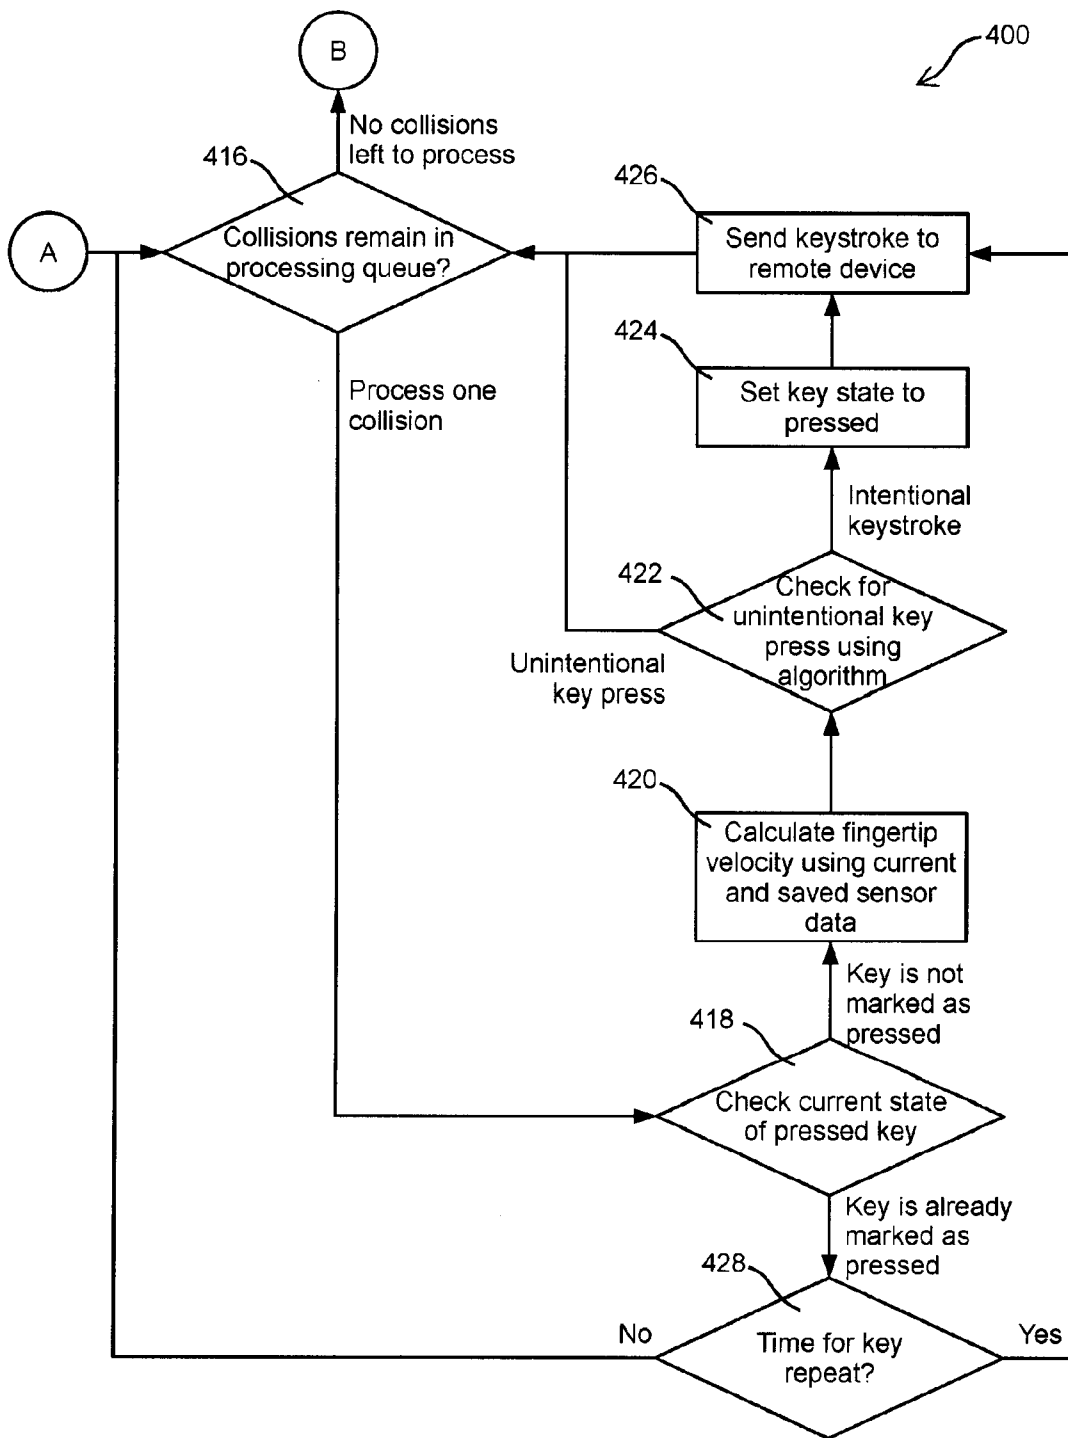 B
400
No collisions
left to process
416
426
A
Collisions remain in
processing queue?
Send keystroke to
remote device
424
Process one
collision
Set key state to
pressed
Intentional
keystroke
422
Check for
unintentional key
press using
algorithm
Unintentional
key press
420
Calculate fingertip
velocity using current
and saved sensor
data
Key is not
marked as
pressed
418
Check current state
of pressed key
Key is already
marked as
pressed
428
No
Time for key
repeat?
Yes